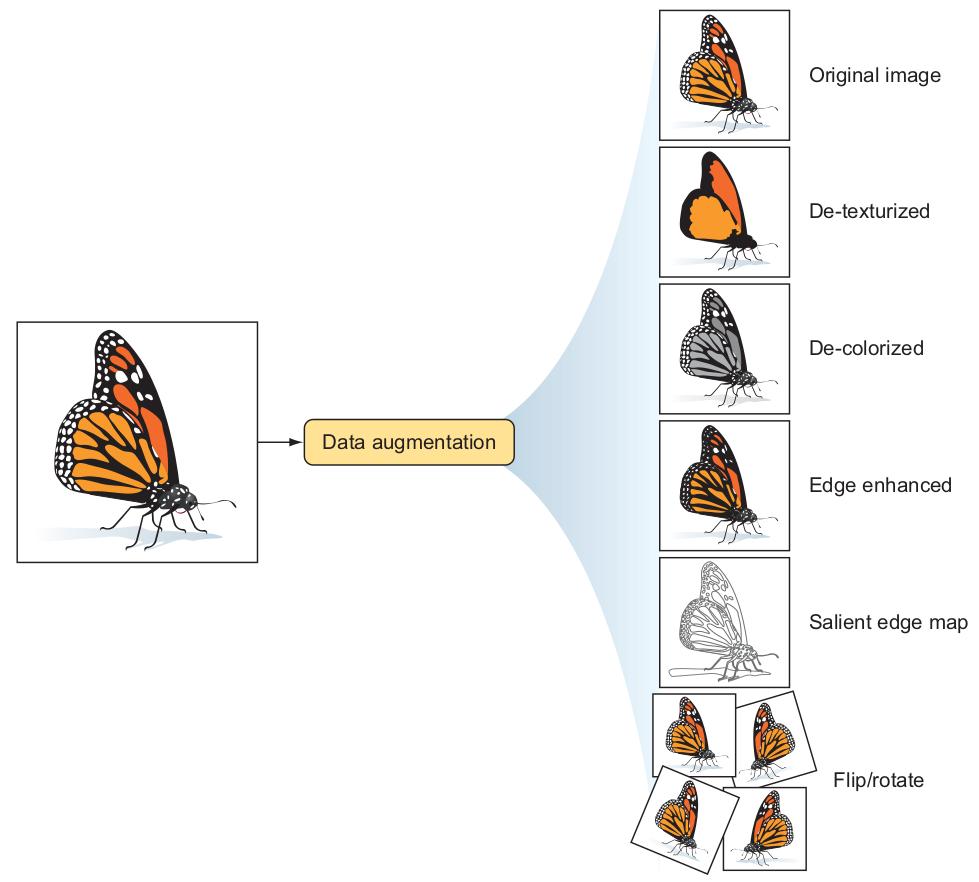 Original image
De-texturized
De-colorized
Data augmentation
Edge enhanced
Salient edge map
Flip/rotate